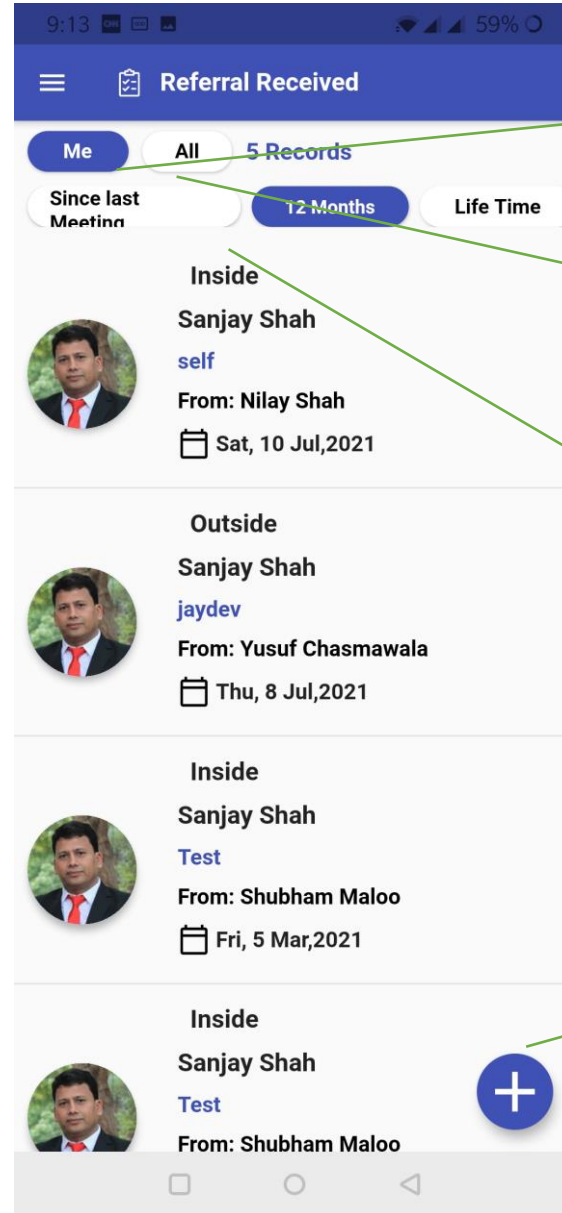 9:13 59%
Referral Received
Me All 5 Records
Since last 12 Months Life Time
Meeting
Inside
Sanjay Shah
self
From: Nilay Shah
Sat, 10 Jul,2021
Outside
Sanjay Shah
jaydev
From: Yusuf Chasmawala
Thu, 8 Jul,2021
Inside
Sanjay Shah
Test
From: Shubham Maloo
Fri, 5 Mar,2021
Inside
Sanjay Shah
Test
From: Shubham Maloo